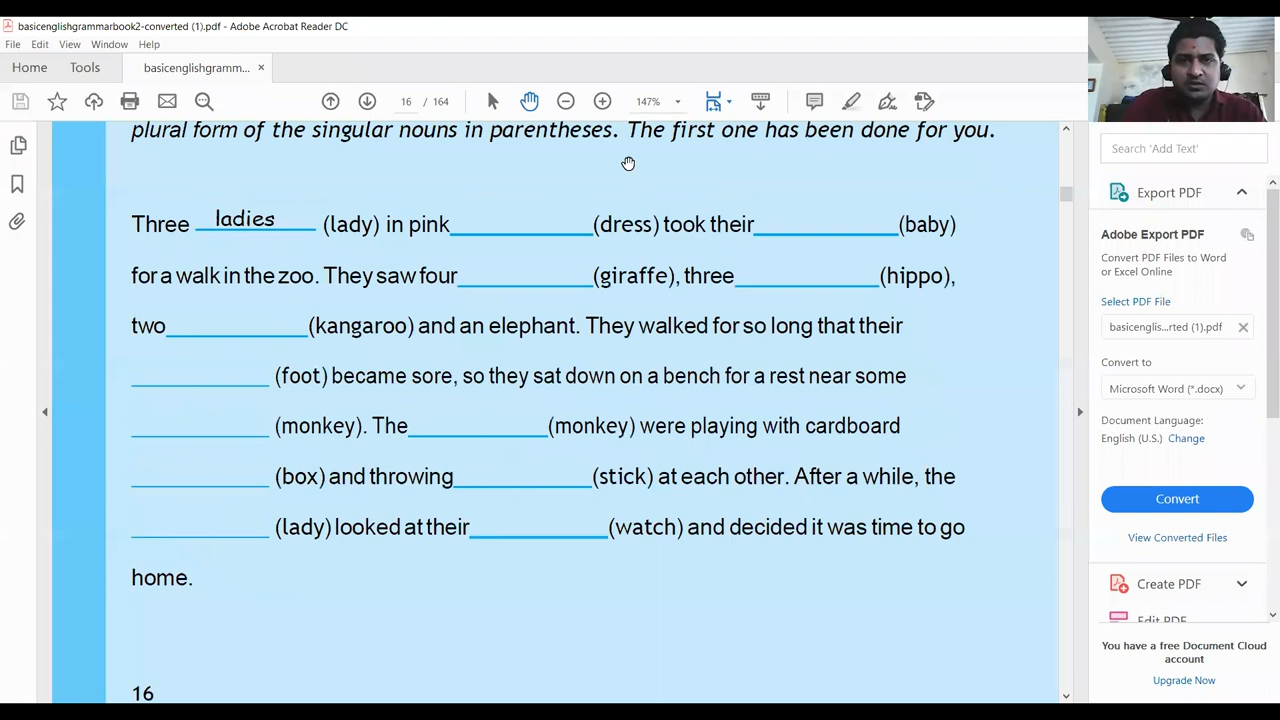 basicenglishgrammarbook2-converted (1).pdf - Adobe Acrobat Reader DC
File Edit View Window Help
Home Tools basicenglishgramm... ×
16 / 164 147%
Search 'Add Text'
plural form of the singular nouns in parentheses. The first one has been done for you.
Three ladies (lady) in pink (dress) took their (baby)
for a walk in the zoo. They saw four (giraffe), three (hippo),
two (kangaroo) and an elephant. They walked for so long that their
(foot) became sore, so they sat down on a bench for a rest near some
(monkey). The (monkey) were playing with cardboard
(box) and throwing (stick) at each other. After a while, the
(lady) looked at their (watch) and decided it was time to go
home.
16
Export PDF
Adobe Export PDF
Convert PDF Files to Word
or Excel Online
Select PDF File
basicenglis...rted (1).pdf
Convert to
Microsoft Word (*.docx)
Document Language:
English (U.S.) Change
Convert
View Converted Files
Create PDF
Edit PDF
You have a free Document Cloud
account
Upgrade Now